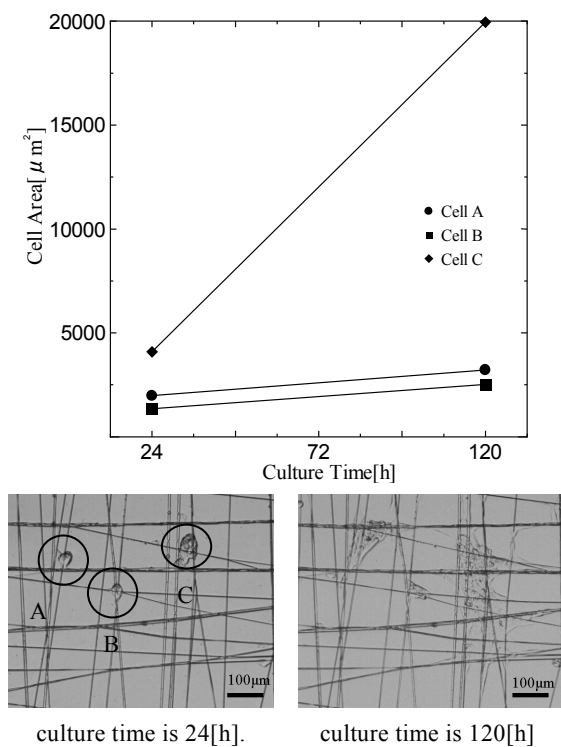 20000
15000
10000
5000
Cell Area[μm²]
Cell A
Cell B
Cell C
24
72
120
Culture Time[h]
A
B
C
100μm
100μm
culture time is 24[h].
culture time is 120[h]